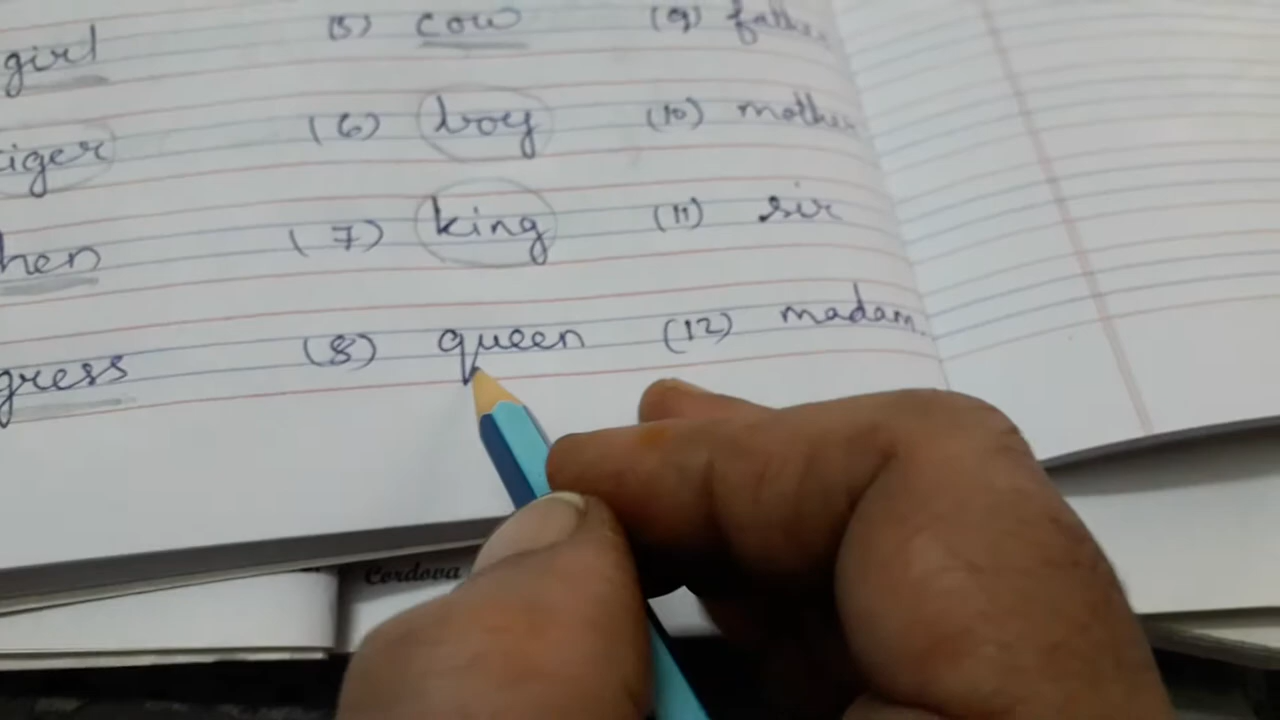 girl (5) cow (9) father
tiger (6) boy (10) mother
hen (7) king (11) sir
gress (8) queen (12) madam.
Cordova